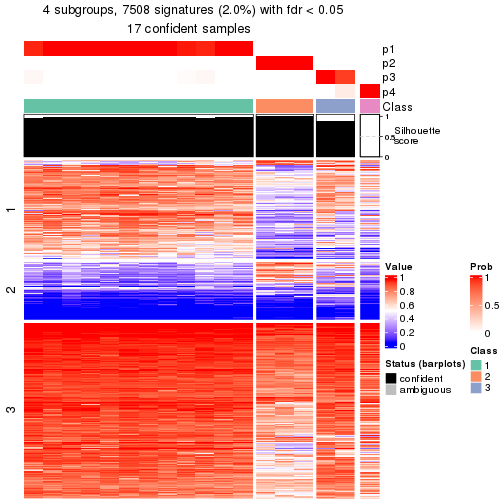 4 subgroups, 7508 signatures (2.0%) with fdr < 0.05
17 confident samples
p1
p2
p3
p4
Class
1
0.5
0
Silhouette
score
1
2
3
Value
1
0.8
0.6
0.4
0.2
0
Prob
1
0.5
0
Status (barplots)
confident
ambiguous
Class
1
2
3